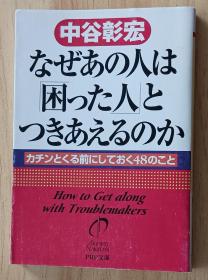 中谷彰宏
なぜあの人は
「困った人」と
つきあえるのか
カチンとくる前にしておく48のこと
How to Get along
with Troublemakers
PHP文庫